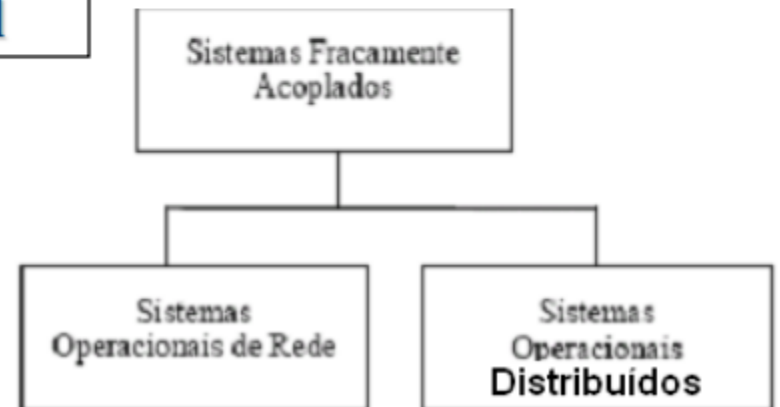 Sistemas Fracamente
Acoplados
Sistemas
Operacionais de Rede
Sistemas
Operacionais
Distribuídos